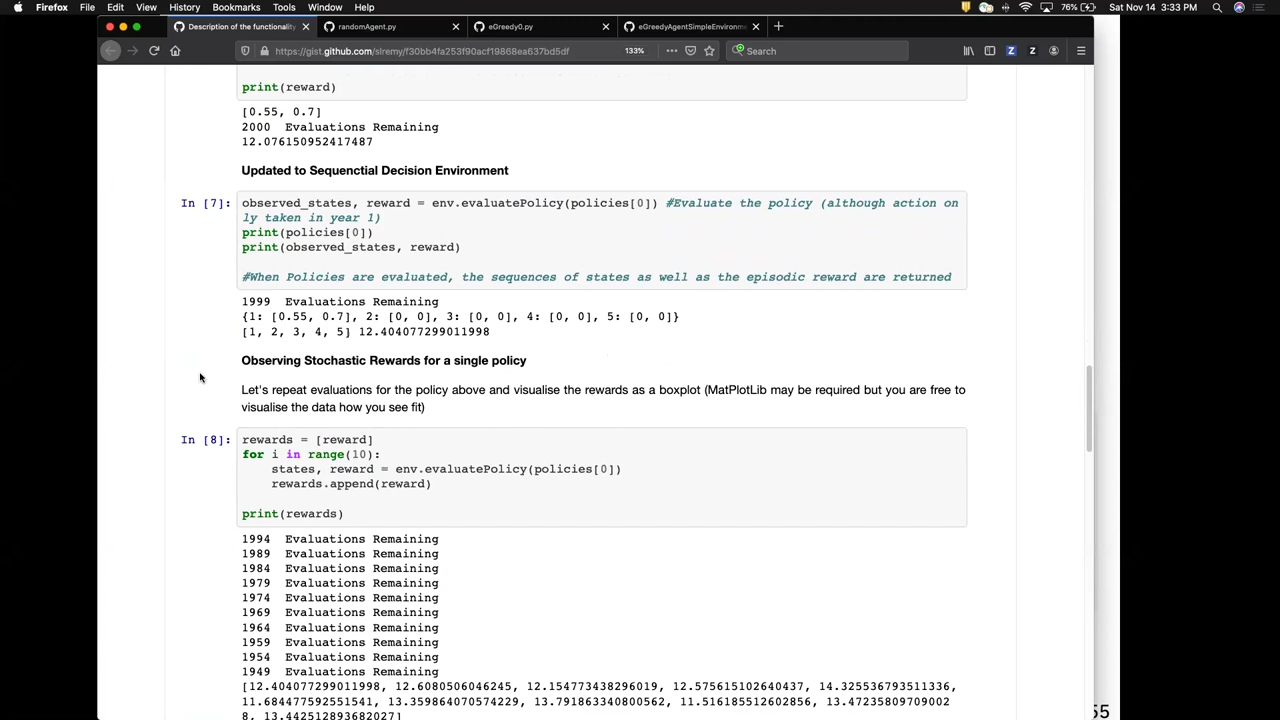 Firefox File Edit View History Bookmarks Tools Window Help 76% Sat Nov 14 3:33 PM
Description of the functionality randomAgent.py eGreedy0.py eGreedyAgentSimpleEnvironm
https://gist.github.com/slremy/f30bb4fa253f90acf19868ea637bd5df 133% Search
print(reward)
[0.55, 0.7]
2000 Evaluations Remaining
12.076150952417487
Updated to Sequenctial Decision Environment
In [7]: observed_states, reward = env.evaluatePolicy(policies[0]) #Evaluate the policy (although action on
ly taken in year 1)
print(policies[0])
print(observed_states, reward)
#When Policies are evaluated, the sequences of states as well as the episodic reward are returned
1999 Evaluations Remaining
{1: [0.55, 0.7], 2: [0, 0], 3: [0, 0], 4: [0, 0], 5: [0, 0]}
[1, 2, 3, 4, 5] 12.404077299011998
Observing Stochastic Rewards for a single policy
Let's repeat evaluations for the policy above and visualise the rewards as a boxplot (MatPlotLib may be required but you are free to
visualise the data how you see fit)
In [8]: rewards = [reward]
for i in range(10):
states, reward = env.evaluatePolicy(policies[0])
rewards.append(reward)
print(rewards)
1994 Evaluations Remaining
1989 Evaluations Remaining
1984 Evaluations Remaining
1979 Evaluations Remaining
1974 Evaluations Remaining
1969 Evaluations Remaining
1964 Evaluations Remaining
1959 Evaluations Remaining
1954 Evaluations Remaining
1949 Evaluations Remaining
[12.404077299011998, 12.6080506046245, 12.154773438296019, 12.575615102640437, 14.325536793511336,
11.684477592551541, 13.359864070574229, 13.791863340800562, 11.516185512602856, 13.47235809709002
8, 13.442512893682027]
55